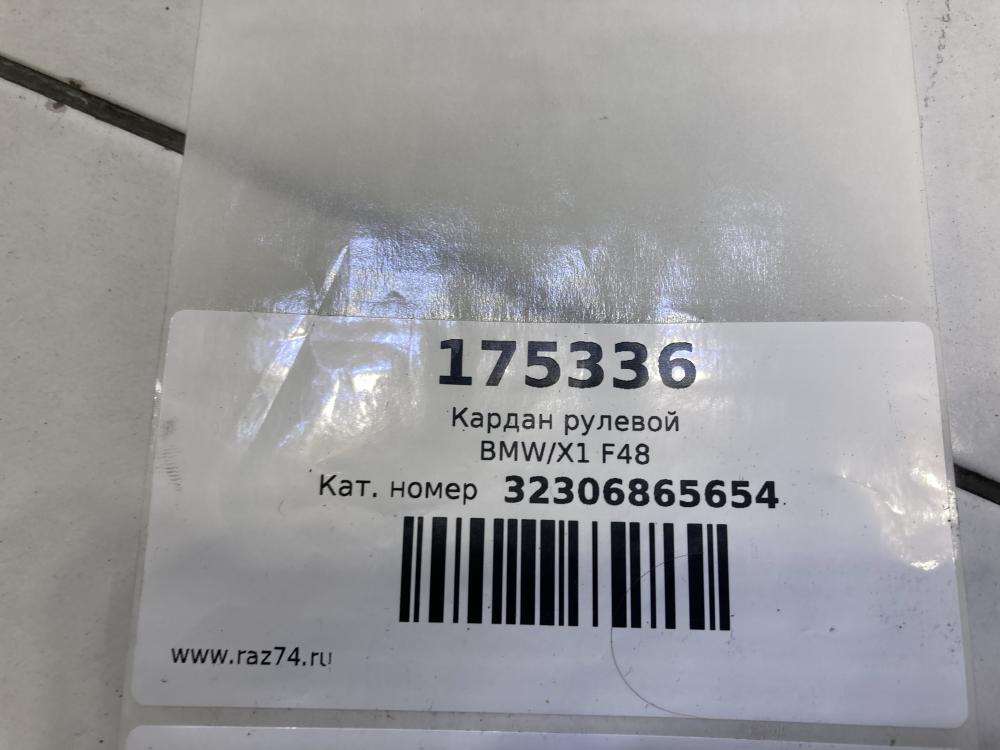 175336
Кардан рулевой
BMW/X1 F48
Кат. номер 32306865654
www.raz74.ru